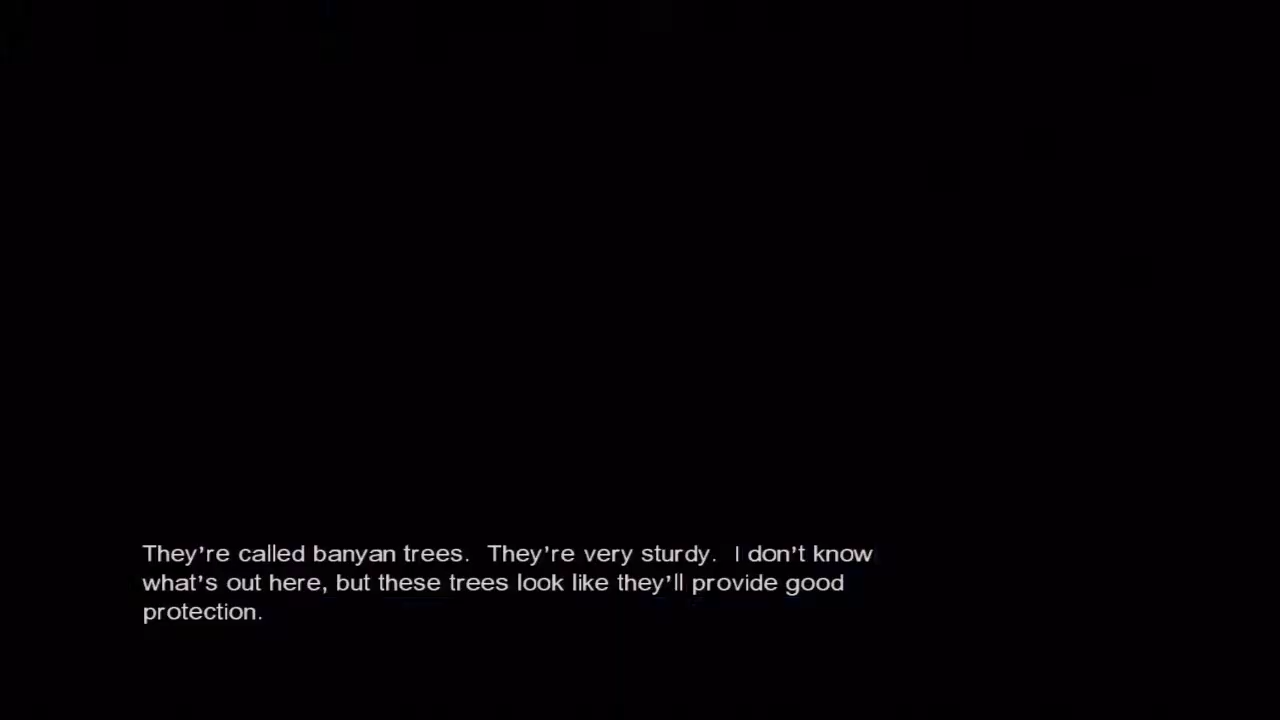 They're called banyan trees.  They're very sturdy.  I don't know
what's out here, but these trees look like they'll provide good
protection.